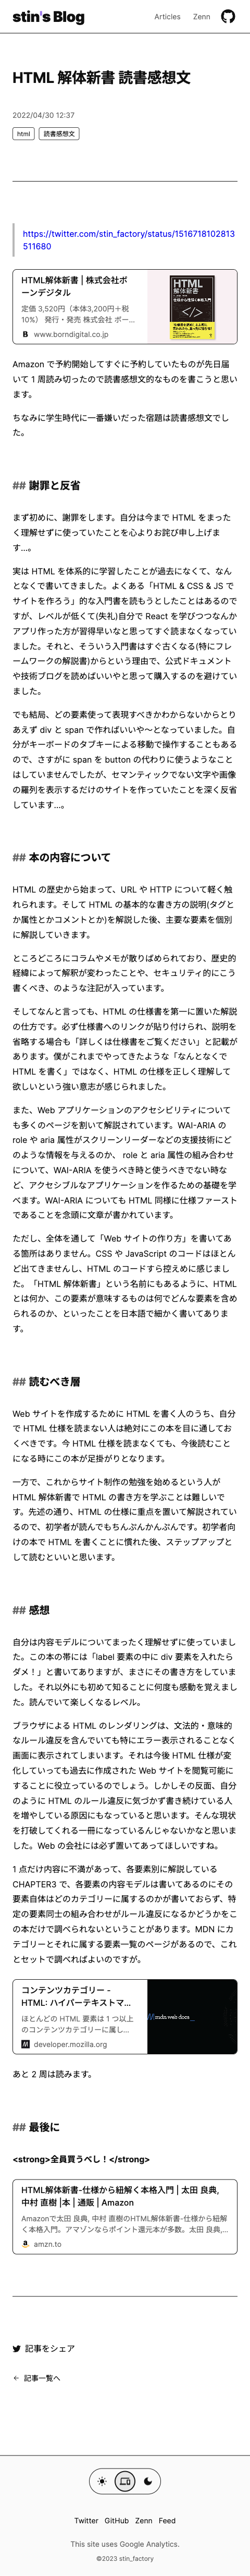 stin's Blog
Articles Zenn
HTML 解体新書 読書感想文
2022/04/30 12:37
html 読書感想文
https://twitter.com/stin_factory/status/1516718102813
511680
HTML解体新書 | 株式会社ボ
ーンデジタル
定価 3,520円（本体3,200円＋税
10%） 発行・発売 株式会社 ボー…
www.borndigital.co.jp
HTML
解体新書
Amazon で予約開始してすぐに予約していたものが先日届
いて 1 周読み切ったので読書感想文的なものを書こうと思い
ます。
ちなみに学生時代に一番嫌いだった宿題は読書感想文でし
た。
## 謝罪と反省
まず初めに、謝罪をします。自分は今まで HTML をまった
く理解せずに使っていたことを心よりお詫び申し上げま
す…。
実は HTML を体系的に学習したことが過去になくて、なん
となくで書いてきました。よくある「HTML & CSS & JS で
サイトを作ろう」的な入門書を読もうとしたことはあるので
すが、レベルが低くて(失礼)自分で React を学びつつなんか
アプリ作った方が習得早いなと思ってすぐ読まなくなってい
ました。それと、そういう入門書はすぐ古くなる(特にフレ
ームワークの解説書)からという理由で、公式ドキュメント
や技術ブログを読めばいいやと思って購入するのを避けてい
ました。
でも結局、どの要素使って表現すべきかわからないからとり
あえず div と span で作ればいいや〜となっていました。自
分がキーボードのタブキーによる移動で操作することもある
ので、さすがに span を button の代わりに使うようなこと
はしていませんでしたが、セマンティックでない文字や画像
の羅列を表示するだけのサイトを作っていたことを深く反省
しています…。
## 本の内容について
HTML の歴史から始まって、URL や HTTP について軽く触
れられます。そして HTML の基本的な書き方の説明(タグと
か属性とかコメントとか)を解説した後、主要な要素を個別
に解説していきます。
ところどころにコラムやメモが散りばめられており、歴史的
経緯によって解釈が変わったことや、セキュリティ的にこう
書くべき、のような注記が入っています。
そしてなんと言っても、HTML の仕様書を第一に置いた解説
の仕方です。必ず仕様書へのリンクが貼り付けられ、説明を
省略する場合も「詳しくは仕様書をご覧ください」と記載が
あります。僕がこれまでやってきたような「なんとなくで
HTML を書く」ではなく、HTML の仕様を正しく理解して
欲しいという強い意志が感じられました。
また、Web アプリケーションのアクセシビリティについて
も多くのページを割いて解説されています。WAI-ARIA の
role や aria 属性がスクリーンリーダーなどの支援技術にど
のような情報を与えるのか、 role と aria 属性の組み合わせ
について、WAI-ARIA を使うべき時と使うべきでない時な
ど、アクセシブルなアプリケーションを作るための基礎を学
べます。WAI-ARIA についても HTML 同様に仕様ファースト
であることを念頭に文章が書かれています。
ただし、全体を通して「Web サイトの作り方」を書いてあ
る箇所はありません。CSS や JavaScript のコードはほとん
ど出てきませんし、HTML のコードすら控えめに感じまし
た。「HTML 解体新書」という名前にもあるように、HTML
とは何か、この要素が意味するものは何でどんな要素を含め
られるのか、といったことを日本語で細かく書いてありま
す。
## 読むべき層
Web サイトを作成するために HTML を書く人のうち、自分
で HTML 仕様を読まない人は絶対にこの本を目に通してお
くべきです。今 HTML 仕様を読まなくても、今後読むこと
になる時にこの本が足掛がりとなります。
一方で、これからサイト制作の勉強を始めるという人が
HTML 解体新書で HTML の書き方を学ぶことは難しいで
す。先述の通り、HTML の仕様に重点を置いて解説されてい
るので、初学者が読んでもちんぷんかんぷんです。初学者向
けの本で HTML を書くことに慣れた後、ステップアップと
して読むといいと思います。
## 感想
自分は内容モデルについてまったく理解せずに使っていまし
た。この本の帯には「label 要素の中に div 要素を入れたら
ダメ！」と書いてありますが、まさにその書き方をしていま
した。それ以外にも初めて知ることに何度も感動を覚えまし
た。読んでいて楽しくなるレベル。
ブラウザによる HTML のレンダリングは、文法的・意味的
なルール違反を含んでいても特にエラー表示されることなく
画面に表示されてしまいます。それは今後 HTML 仕様が変
化していっても過去に作成された Web サイトを閲覧可能に
することに役立っているのでしょう。しかしその反面、自分
のように HTML のルール違反に気づかず書き続けている人
を増やしている原因にもなっていると思います。そんな現状
を打破してくれる一冊になっているんじゃないかなと思いま
した。Web の会社には必ず置いてあってほしいですね。
1 点だけ内容に不満があって、各要素別に解説している
CHAPTER3 で、各要素の内容モデルは書いてあるのにその
要素自体はどのカテゴリーに属するのかが書いておらず、特
定の要素同士の組み合わせがルール違反になるかどうかをこ
の本だけで調べられないということがあります。MDN にカ
テゴリーとそれに属する要素一覧のページがあるので、これ
とセットで調べればよいのですが。
コンテンツカテゴリー -
HTML: ハイパーテキストマ…
ほとんどの HTML 要素は 1 つ以上
のコンテンツカテゴリーに属し…
developer.mozilla.org
mdn web docs_
あと 2 周は読みます。
## 最後に
<strong>全員買うべし！</strong>
HTML解体新書-仕様から紐解く本格入門 | 太田 良典,
中村 直樹 |本 | 通販 | Amazon
Amazonで太田 良典, 中村 直樹のHTML解体新書-仕様から紐解
く本格入門。アマゾンならポイント還元本が多数。太田 良典,…
amzn.to
記事をシェア
← 記事一覧へ
Twitter GitHub Zenn Feed
This site uses Google Analytics.
©2023 stin_factory